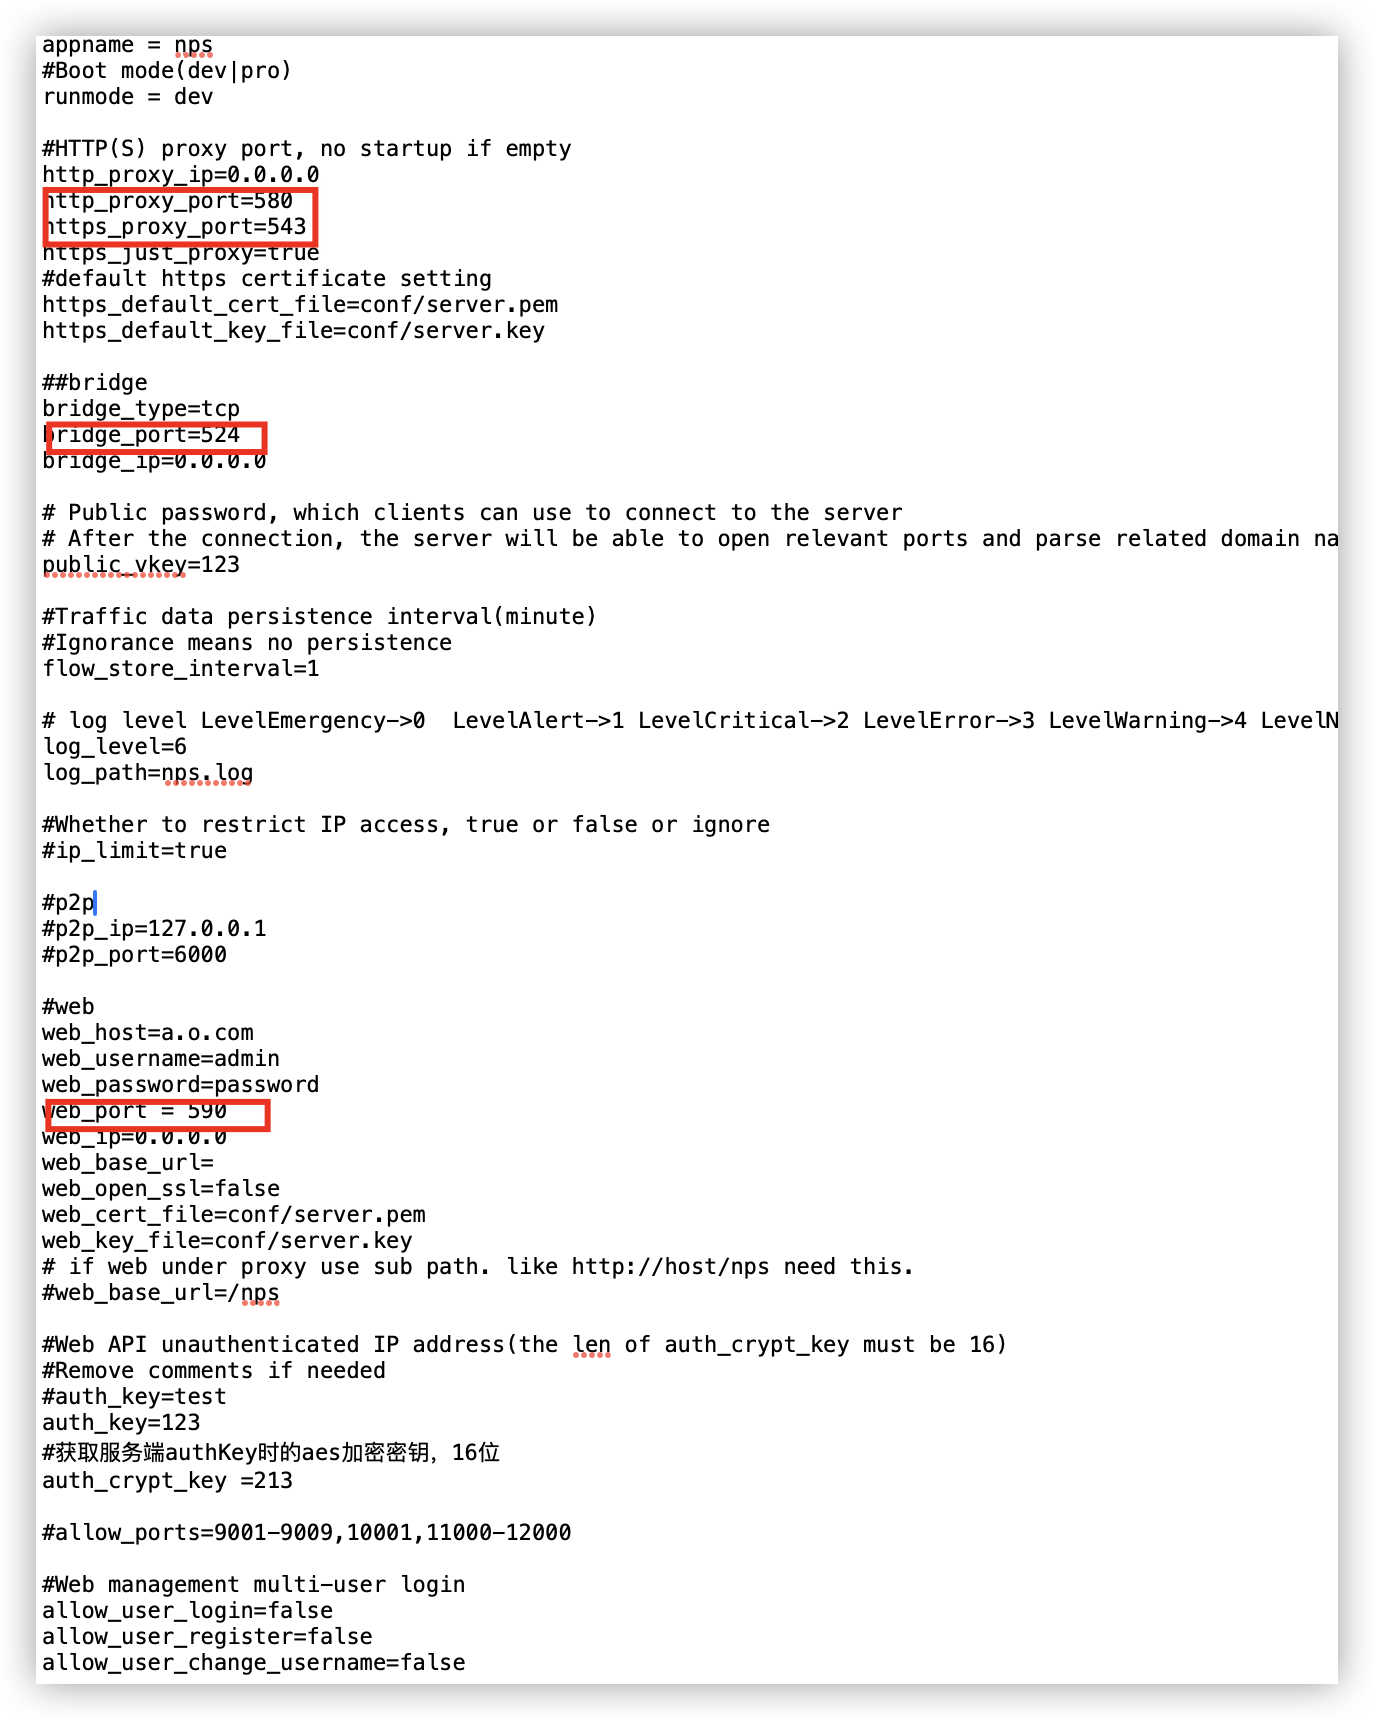 appname = nps
#Boot mode(dev|pro)
runmode = dev
#HTTP(S) proxy port, no startup if empty
http_proxy_ip=0.0.0.0
http_proxy_port=580
https_proxy_port=543
https_just_proxy=true
#default https certificate setting
https_default_cert_file=conf/server.pem
https_default_key_file=conf/server.key
##bridge
bridge_type=tcp
bridge_port=524
bridge_ip=0.0.0.0
# Public password, which clients can use to connect to the server
# After the connection, the server will be able to open relevant ports and parse related domain na
public_vkey=123
#Traffic data persistence interval(minute)
#Ignorance means no persistence
flow_store_interval=1
# log level LevelEmergency->0  LevelAlert->1 LevelCritical->2 LevelError->3 LevelWarning->4 LevelN
log_level=6
log_path=nps.log
#Whether to restrict IP access, true or false or ignore
#ip_limit=true
#p2p
#p2p_ip=127.0.0.1
#p2p_port=6000
#web
web_host=a.o.com
web_username=admin
web_password=password
web_port = 590
web_ip=0.0.0.0
web_base_url=
web_open_ssl=false
web_cert_file=conf/server.pem
web_key_file=conf/server.key
# if web under proxy use sub path. like http://host/nps need this.
#web_base_url=/nps
#Web API unauthenticated IP address(the len of auth_crypt_key must be 16)
#Remove comments if needed
#auth_key=test
auth_key=123
#获取服务端authKey时的aes加密密钥，16位
auth_crypt_key =213
#allow_ports=9001-9009,10001,11000-12000
#Web management multi-user login
allow_user_login=false
allow_user_register=false
allow_user_change_username=false